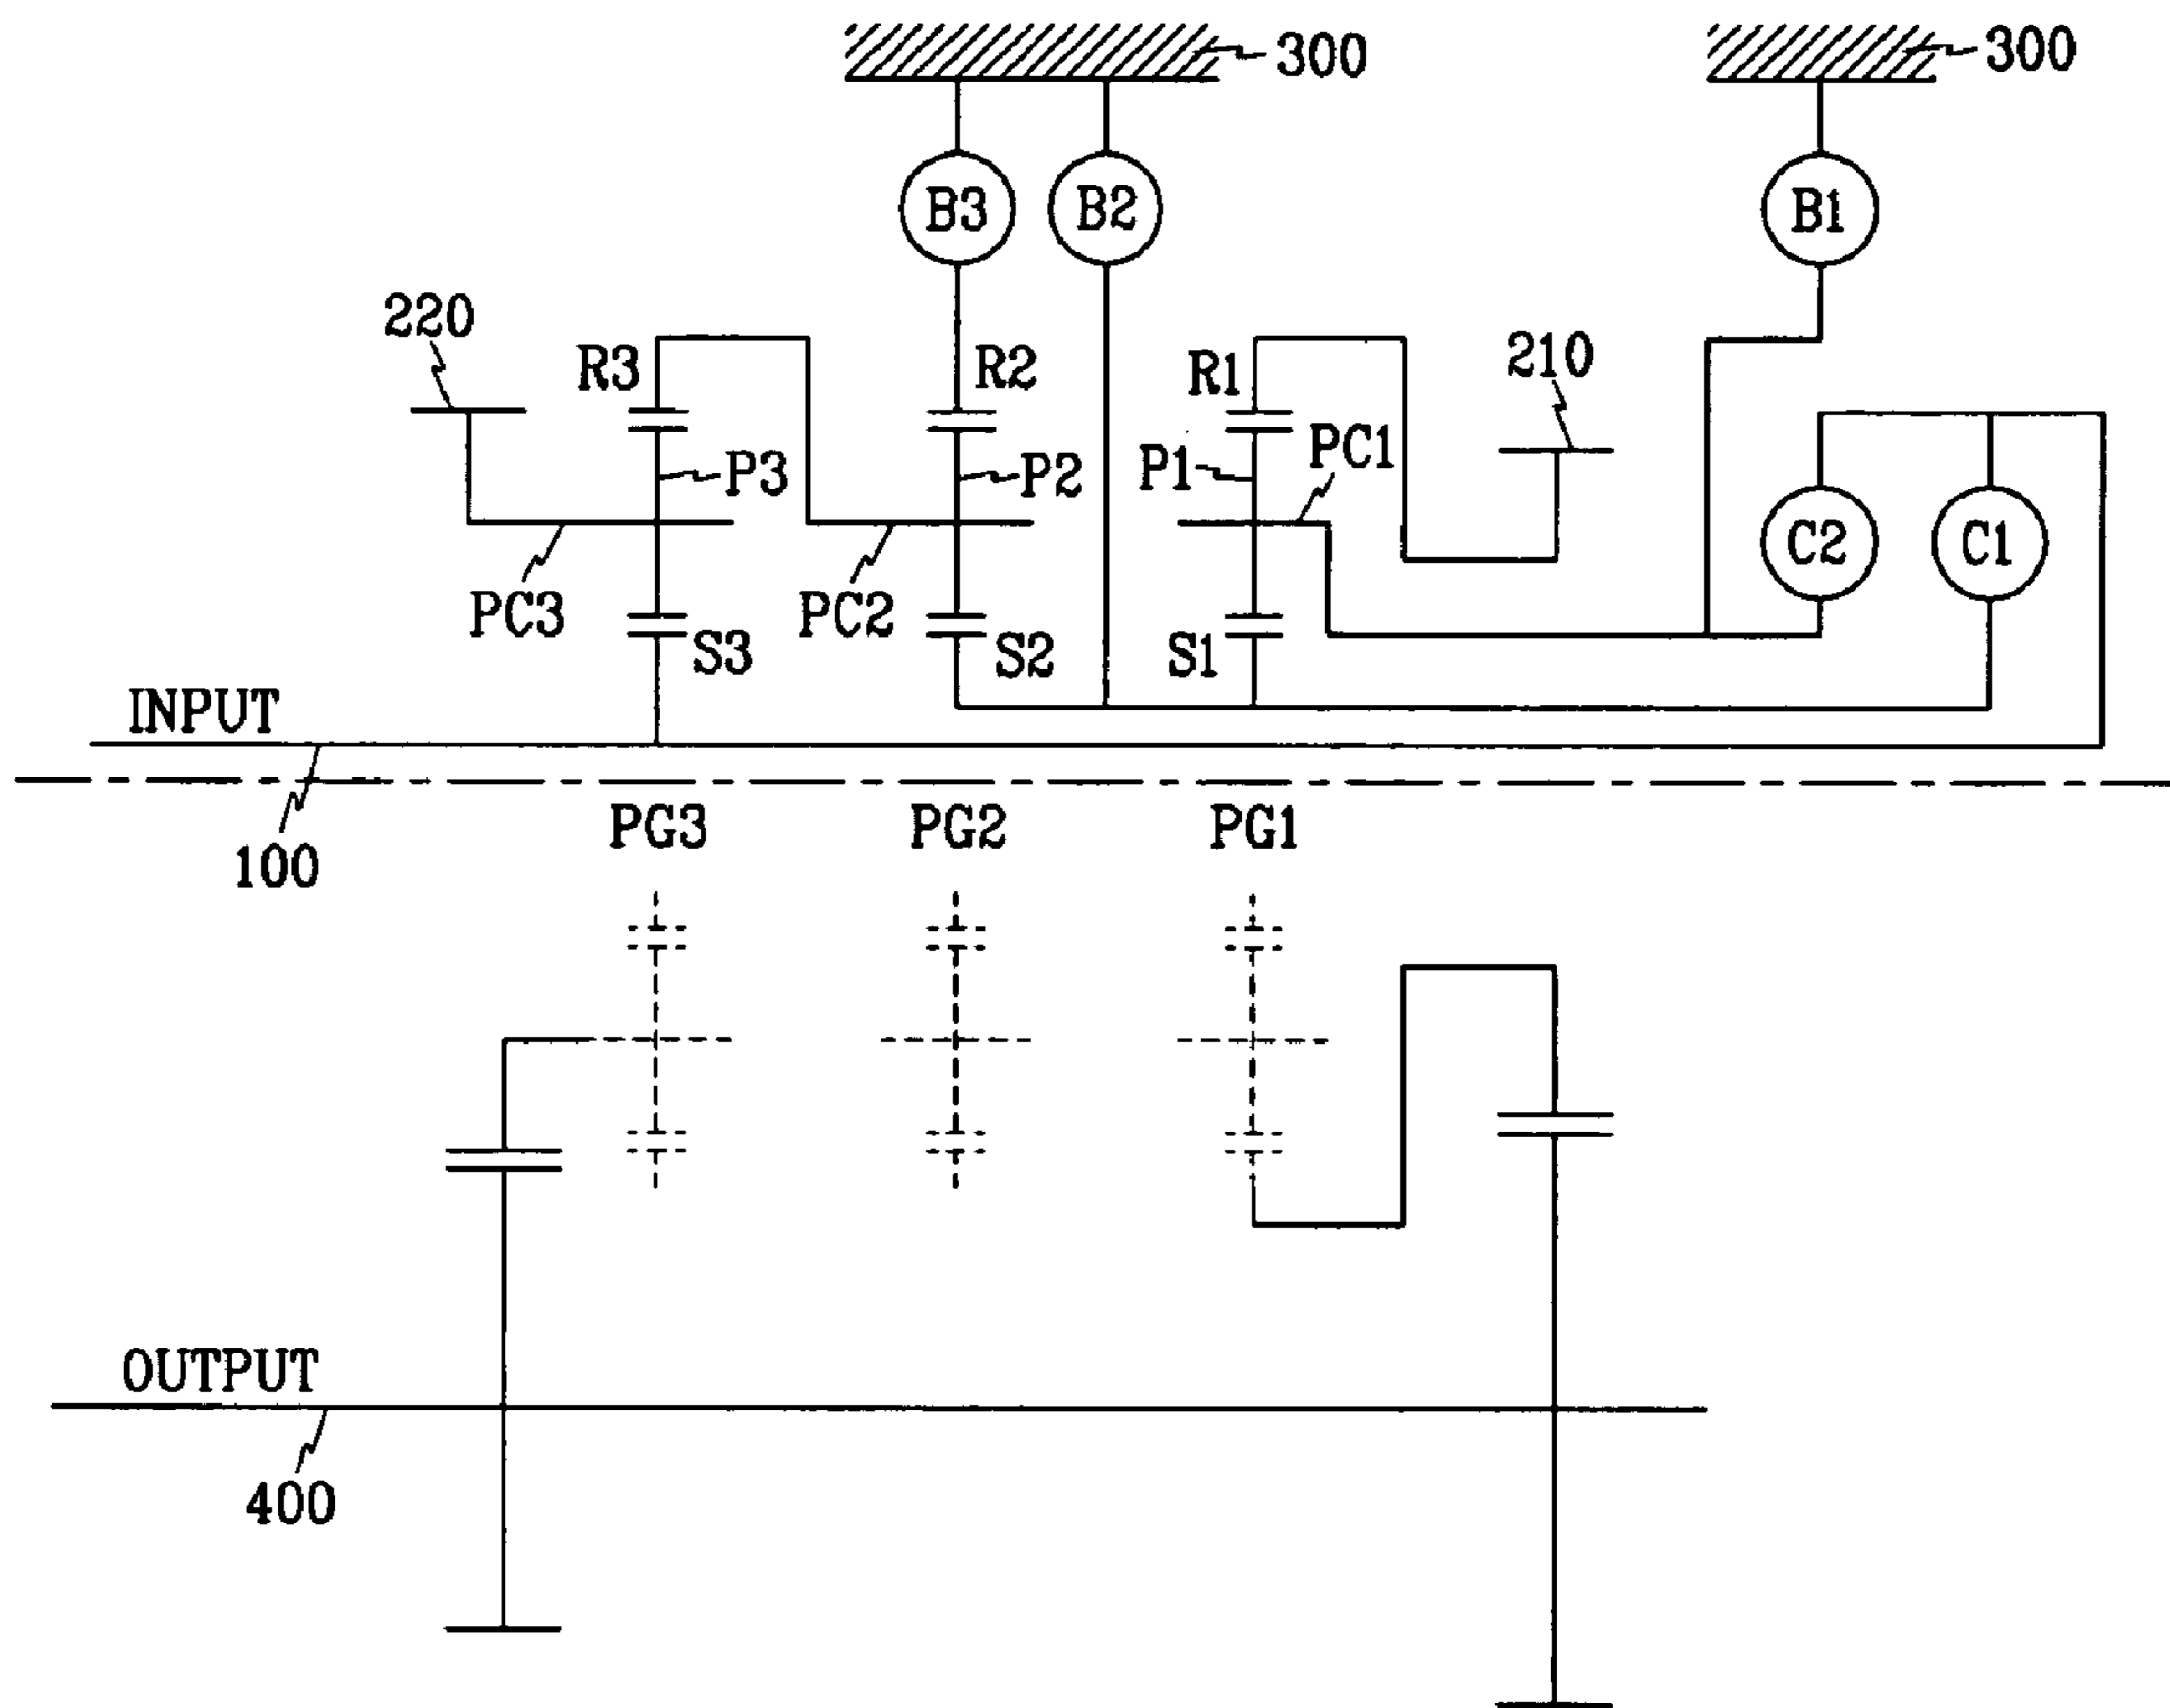 300
300
B3
B2
B1
220
R3
R2
R1
210
P3
P2
P1
PC1
C2
C1
PC3
S3
PC2
S2
S1
INPUT
100
PG3
PG2
PG1
OUTPUT
400